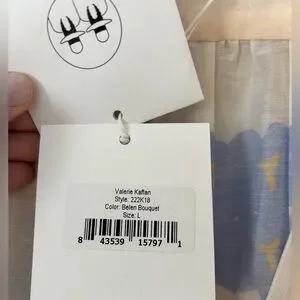 Valerie Kaftan
Style: 222K18
Color: Belen Bouquet
Size: L
8 43539 15797 1